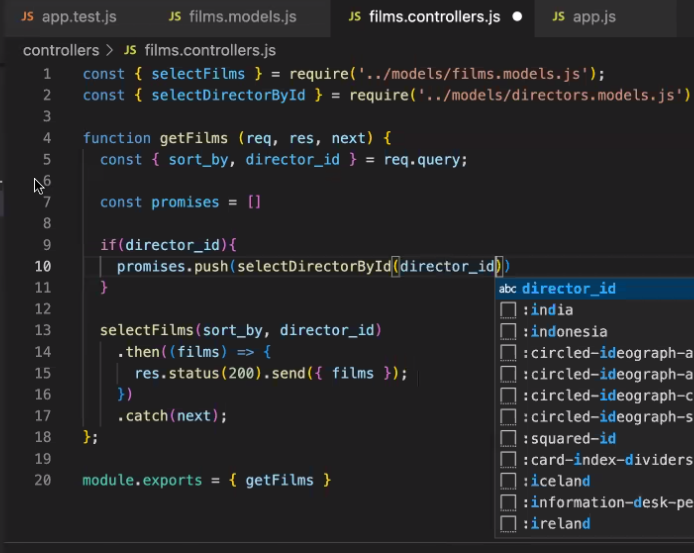 JS app.test.js JS films.models.js JS films.controllers.js JS app.js
controllers > JS films.controllers.js
1 const { selectFilms } = require('../models/films.models.js');
2 const { selectDirectorById } = require('../models/directors.models.js')
3
4 function getFilms (req, res, next) {
5 const { sort_by, director_id } = req.query;
6
7 const promises = []
8
9 if(director_id){
10 promises.push(selectDirectorById(director_id))
11 }
12
13 selectFilms(sort_by, director_id)
14 .then((films) => {
15 res.status(200).send({ films });
16 })
17 .catch(next);
18 };
19
20 module.exports = { getFilms }
abc director_id
:india
:indonesia
:circled-ideograph-a
:circled-ideograph-a
:circled-ideograph-c
:circled-ideograph-s
:squared-id
:card-index-dividers
:iceland
:information-desk-pe
:ireland